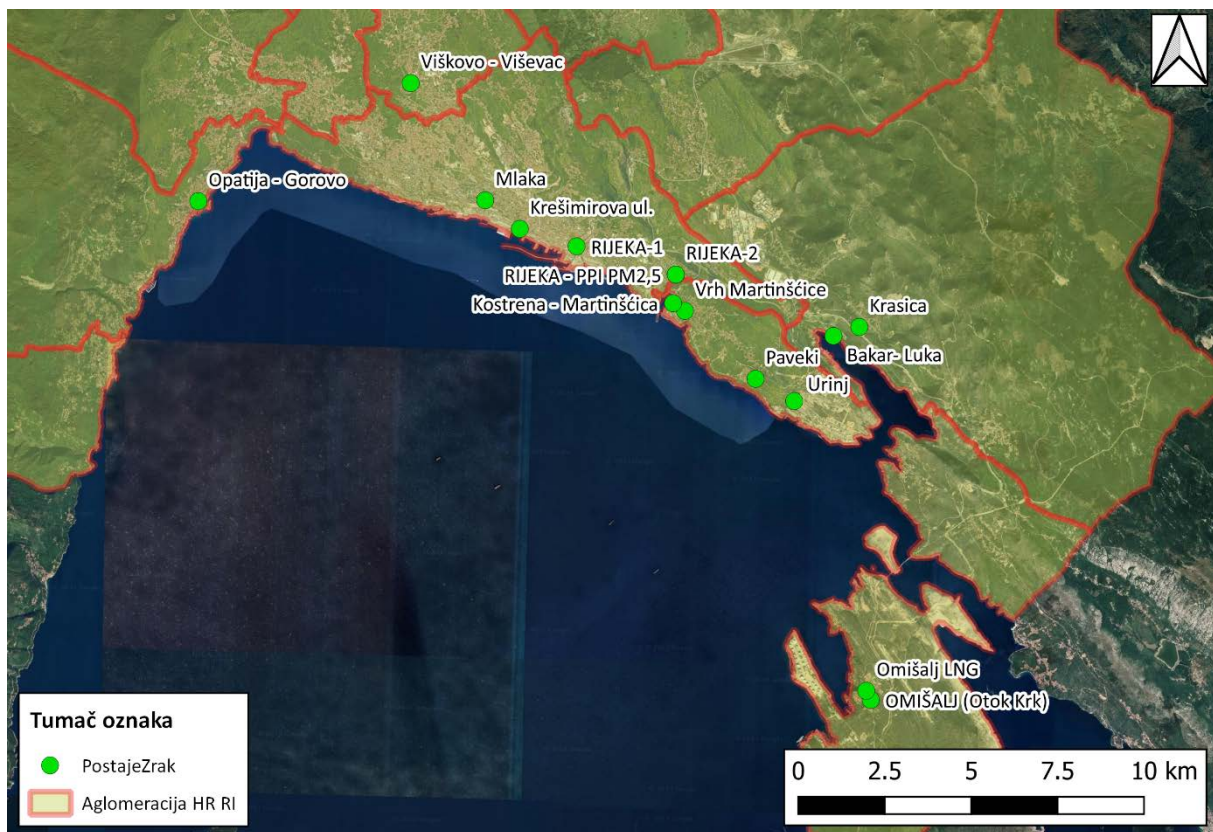 Viškovo - Viševac
Opatija - Gorovo
Mlaka
Krešimirova ul.
RIJEKA-1
RIJEKA-2
RIJEKA - PPI PM2,5
Vrh Martinšćice
Kostrena - Martinšćica
Krasica
Bakar- Luka
Paveki
Urinj
Omišalj LNG
OMIŠALJ (Otok Krk)
Tumač oznaka
PostajeZrak
Aglomeracija HR RI
0 2.5 5 7.5 10 km